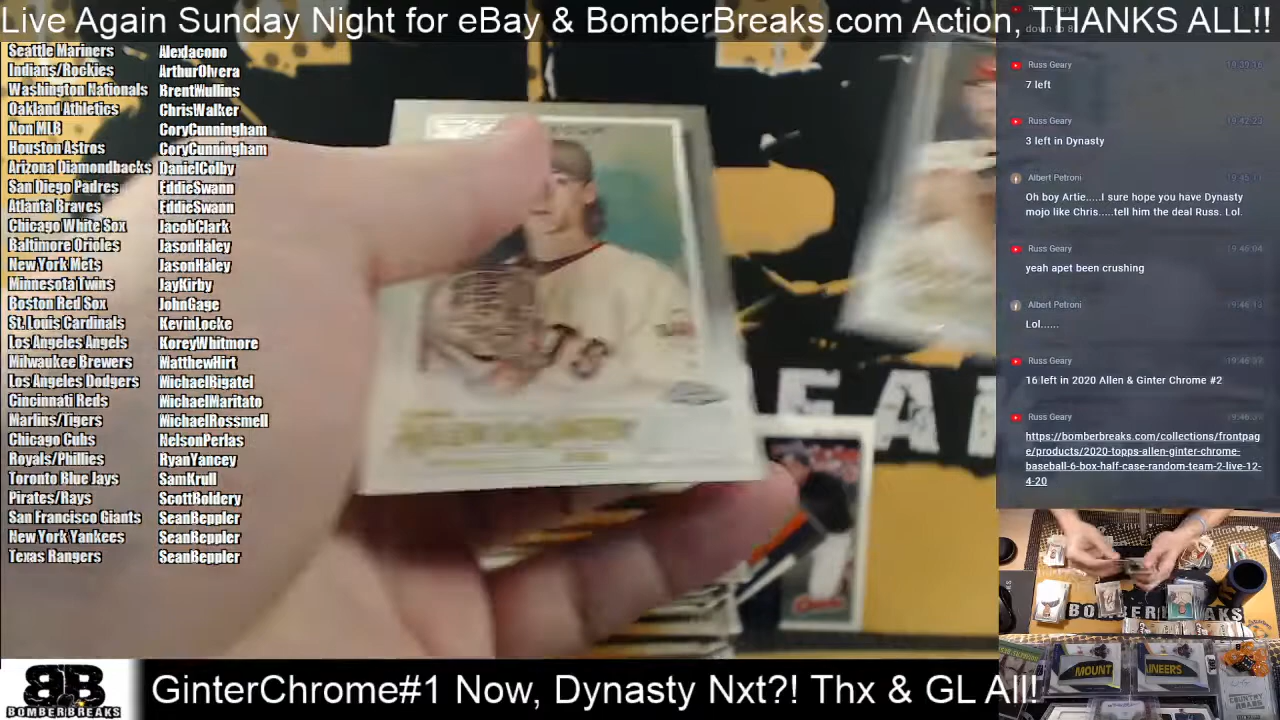 Live Again Sunday Night for eBay & BomberBreaks.com Action, THANKS ALL!!
Seattle Mariners AlexJacono
Indians/Rockies ArthurOlvera
Washington Nationals BrentMullins
Oakland Athletics ChrisWalker
Non MLB CoryCunningham
Houston Astros CoryCunningham
Arizona Diamondbacks DanielColby
San Diego Padres EddieSwann
Atlanta Braves EddieSwann
Chicago White Sox JacobClark
Baltimore Orioles JasonHaley
New York Mets JasonHaley
Minnesota Twins JayKirby
Boston Red Sox JohnGage
St. Louis Cardinals KevinLocke
Los Angeles Angels KoreyWhitmore
Milwaukee Brewers MatthewHirt
Los Angeles Dodgers MichaelBigatel
Cincinnati Reds MichaelMaritato
Marlins/Tigers MichaelRossmell
Chicago Cubs NelsonPerlas
Royals/Phillies RyanYancey
Toronto Blue Jays SamKrull
Pirates/Rays ScottBoldery
San Francisco Giants SeanBeppler
New York Yankees SeanBeppler
Texas Rangers SeanBeppler
down to 8
Russ Geary
7 left
Russ Geary
3 left in Dynasty
Albert Petroni
Oh boy Artie.....I sure hope you have Dynasty
mojo like Chris.....tell him the deal Russ. Lol.
Russ Geary
yeah apet been crushing
Albert Petroni
Lol......
Russ Geary
16 left in 2020 Allen & Ginter Chrome #2
Russ Geary
https://bomberbreaks.com/collections/frontpag
e/products/2020-topps-allen-ginter-chrome-
baseball-6-box-half-case-random-team-2-live-12-
4-20
BOMBERBREAKS
MOUNT
AINEERS
BB
BOMBERBREAKS
GinterChrome#1 Now, Dynasty Nxt?! Thx & GL All!